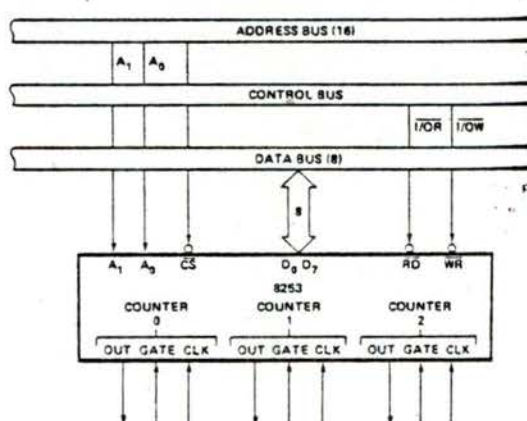 ADDRESS BUS (16)
A1 A0
CONTROL BUS
I/OR I/OW
DATA BUS (8)
8
A1 A0 CS D0 D7 RD WR
8253
COUNTER 0 COUNTER 1 COUNTER 2
OUT GATE CLK OUT GATE CLK OUT GATE CLK